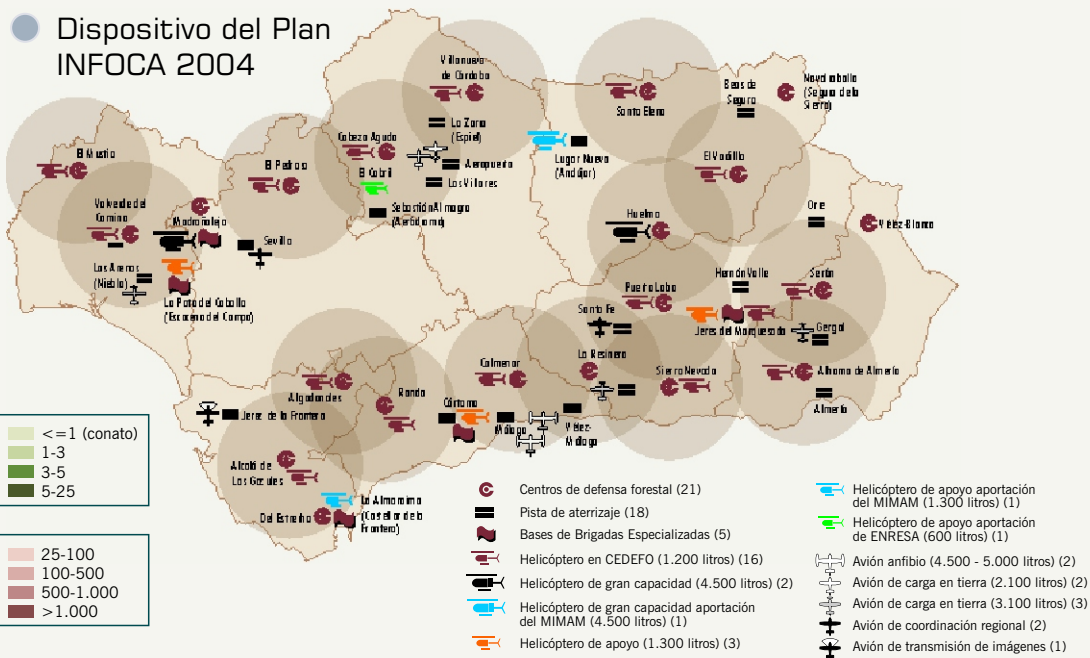 Dispositivo del Plan
INFOCA 2004
Villanueva
de Córdoba
Santa Elena
Beas de
Segura
Navalcaballo
(Segura de la
Sierra)
La Zarza
(Espiel)
Cabeza Aguda
Aeropuerto
Los Villares
El Cabril
Sebastián Almagro
(Aeródromo)
Lugar Nuevo
(Andújar)
El Vadillo
El Mustio
El Pedroso
Valverde del
Camino
Madroñalejo
Sevilla
Huelma
Orce
Vélez-Blanco
Las Arenas
(Niebla)
La Pata del Caballo
(Escacena del Campo)
Hernán Valle
Serón
Puerto Lobo
Santa Fe
Jeres del Marquesado
Gergal
La Resinera
Sierra Nevada
Alhama de Almería
Almería
Colmenar
Algodonales
Ronda
Cártama
Málaga
Vélez-
Málaga
Jerez de la Frontera
Alcalá de
Los Gazules
La Almoraima
(Castellar de la
Frontera)
Del Estrecho
<=1 (conato)
1-3
3-5
5-25
25-100
100-500
500-1.000
>1.000
Centros de defensa forestal (21)
Pista de aterrizaje (18)
Bases de Brigadas Especializadas (5)
Helicóptero en CEDEFO (1.200 litros) (16)
Helicóptero de gran capacidad (4.500 litros) (2)
Helicóptero de gran capacidad aportación
del MIMAM (4.500 litros) (1)
Helicóptero de apoyo (1.300 litros) (3)
Helicóptero de apoyo aportación
del MIMAM (1.300 litros) (1)
Helicóptero de apoyo aportación
de ENRESA (600 litros) (1)
Avión anfibio (4.500 - 5.000 litros) (2)
Avión de carga en tierra (2.100 litros) (2)
Avión de carga en tierra (3.100 litros) (3)
Avión de coordinación regional (2)
Avión de transmisión de imágenes (1)